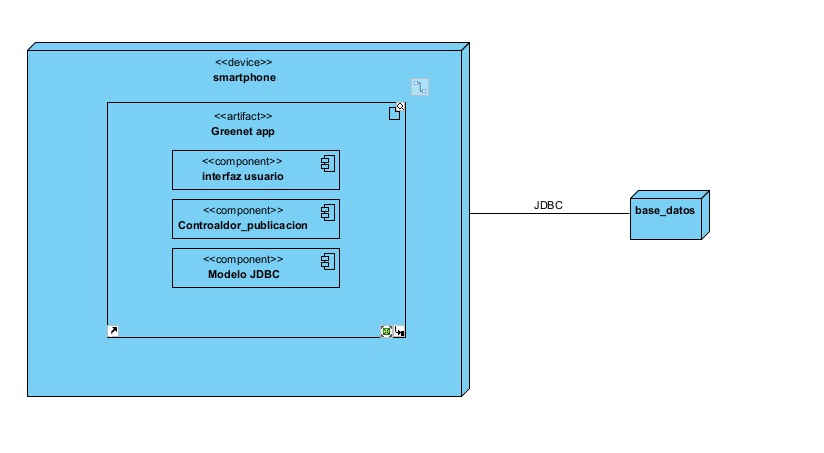 <<device>>
smartphone
<<artifact>>
Greenet app
<<component>>
interfaz usuario
<<component>>
Controaldor_publicacion
<<component>>
Modelo JDBC
JDBC
base_datos